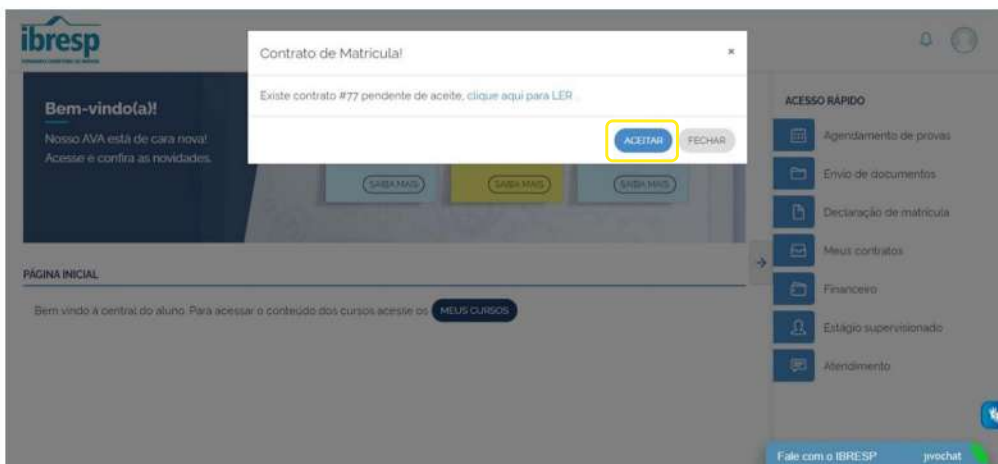 ibresp
Contrato de Matricula!
×
Existe contrato #77 pendente de aceite, clique aqui para LER .
ACEITAR
FECHAR
Bem-vindo(a)!
Nosso AVA está de cara nova!
Acesse e confira as novidades.
SAIBA MAIS
SAIBA MAIS
SAIBA MAIS
PÁGINA INICIAL
Bem vindo à central do aluno. Para acessar o conteúdo dos cursos acesse os MEUS CURSOS
ACESSO RÁPIDO
Agendamento de provas
Envio de documentos
Declaração de matrícula
Meus contratos
Financeiro
Estágio supervisionado
Atendimento
Fale com o IBRESP
jivochat